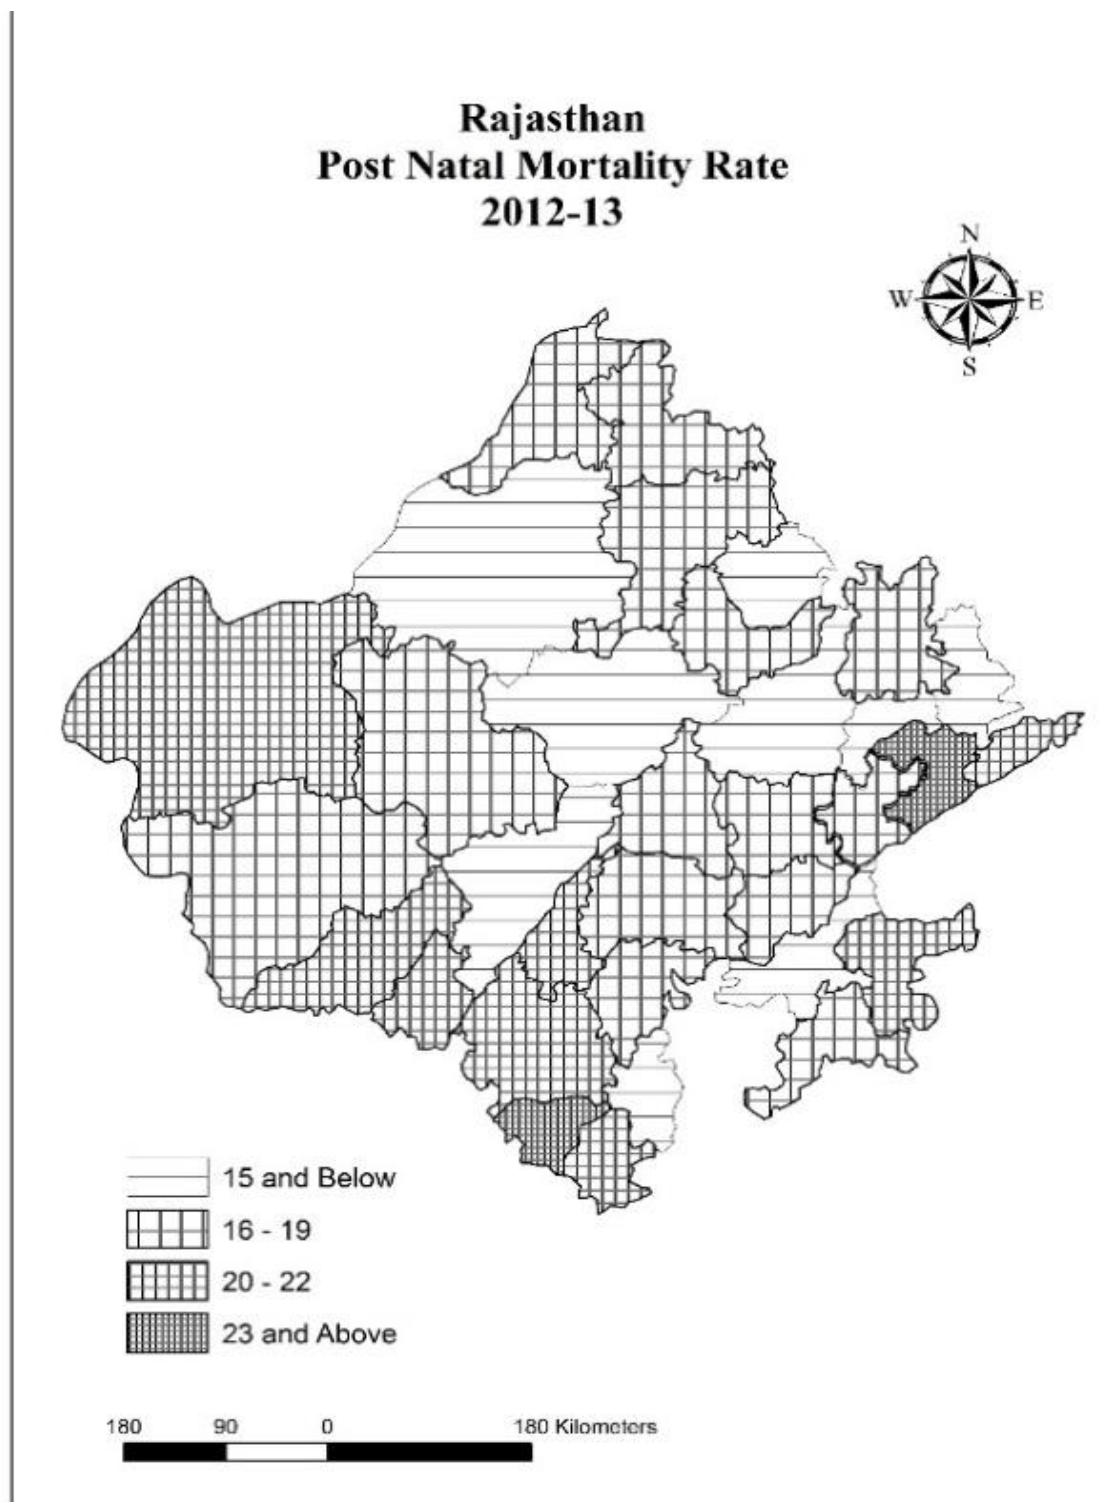 Rajasthan
Post Natal Mortality Rate
2012-13
N
W E
S
15 and Below
16 - 19
20 - 22
23 and Above
180 90 0 180 Kilometers